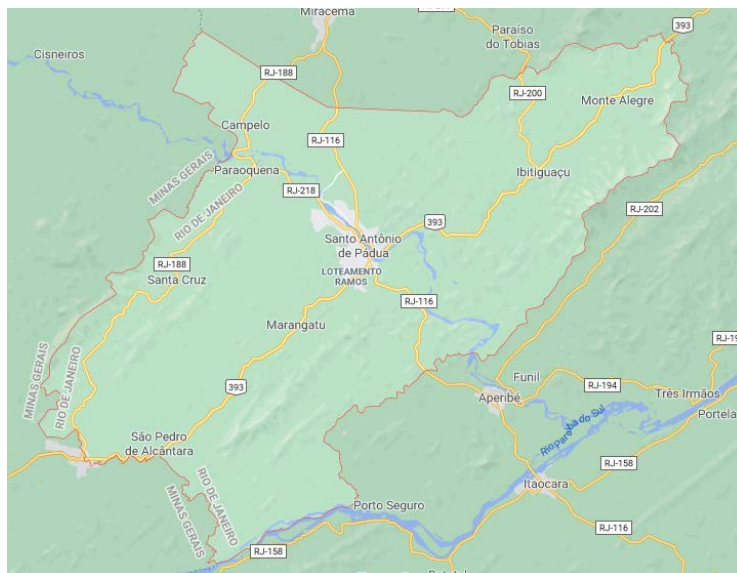 Miracema
Paraíso
do Tobias
393
Cisneiros
RJ-188
RJ-200
Monte Alegre
Campelo
RJ-116
MINAS GERAIS
Paraoquena
Ibitiguaçu
RJ-218
RIO DE JANEIRO
RJ-202
393
Santo Antônio
de Pádua
RJ-188
LOTEAMENTO
RAMOS
Santa Cruz
RJ-116
Marangatu
MINAS GERAIS
RIO DE JANEIRO
393
Funil
RJ-194
Aperibé
Três Irmãos
Portela
Rio Paraíba do Sul
São Pedro
de Alcântara
RJ-158
RIO DE JANEIRO
MINAS GERAIS
Itaocara
Porto Seguro
RJ-116
RJ-158